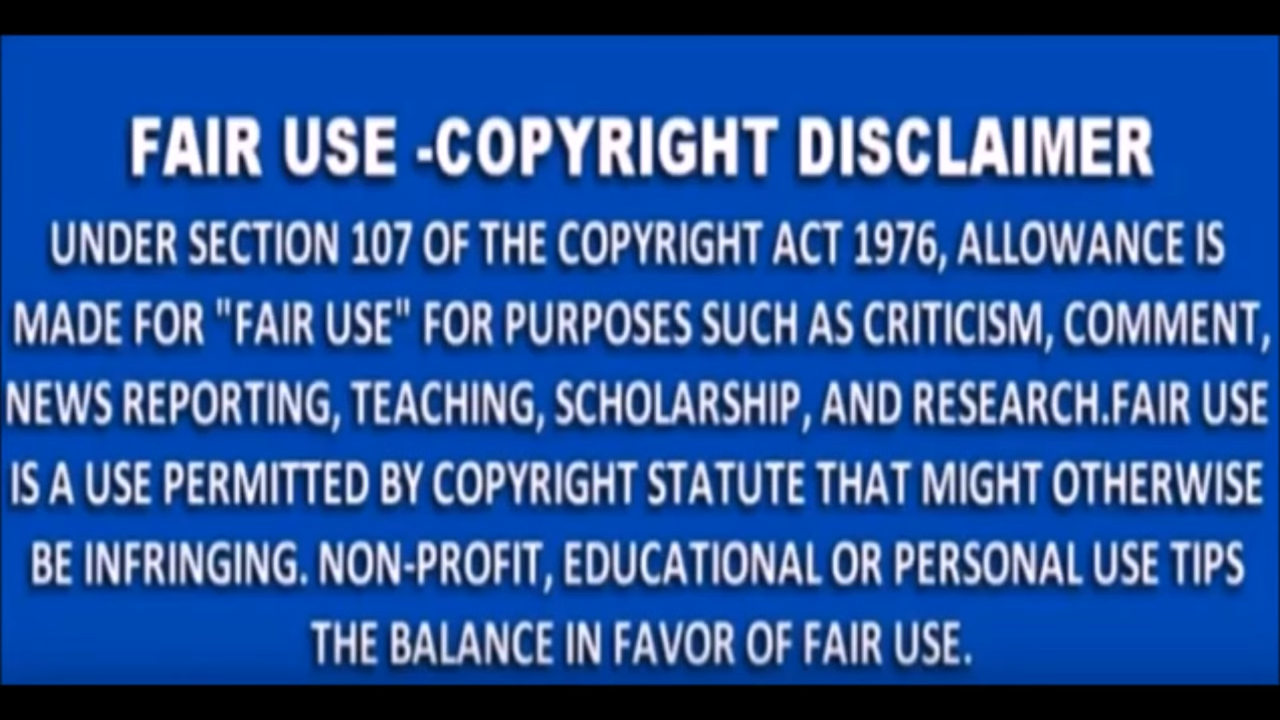 FAIR USE -COPYRIGHT DISCLAIMER
UNDER SECTION 107 OF THE COPYRIGHT ACT 1976, ALLOWANCE IS
MADE FOR "FAIR USE" FOR PURPOSES SUCH AS CRITICISM, COMMENT,
NEWS REPORTING, TEACHING, SCHOLARSHIP, AND RESEARCH.FAIR USE
IS A USE PERMITTED BY COPYRIGHT STATUTE THAT MIGHT OTHERWISE
BE INFRINGING. NON-PROFIT, EDUCATIONAL OR PERSONAL USE TIPS
THE BALANCE IN FAVOR OF FAIR USE.